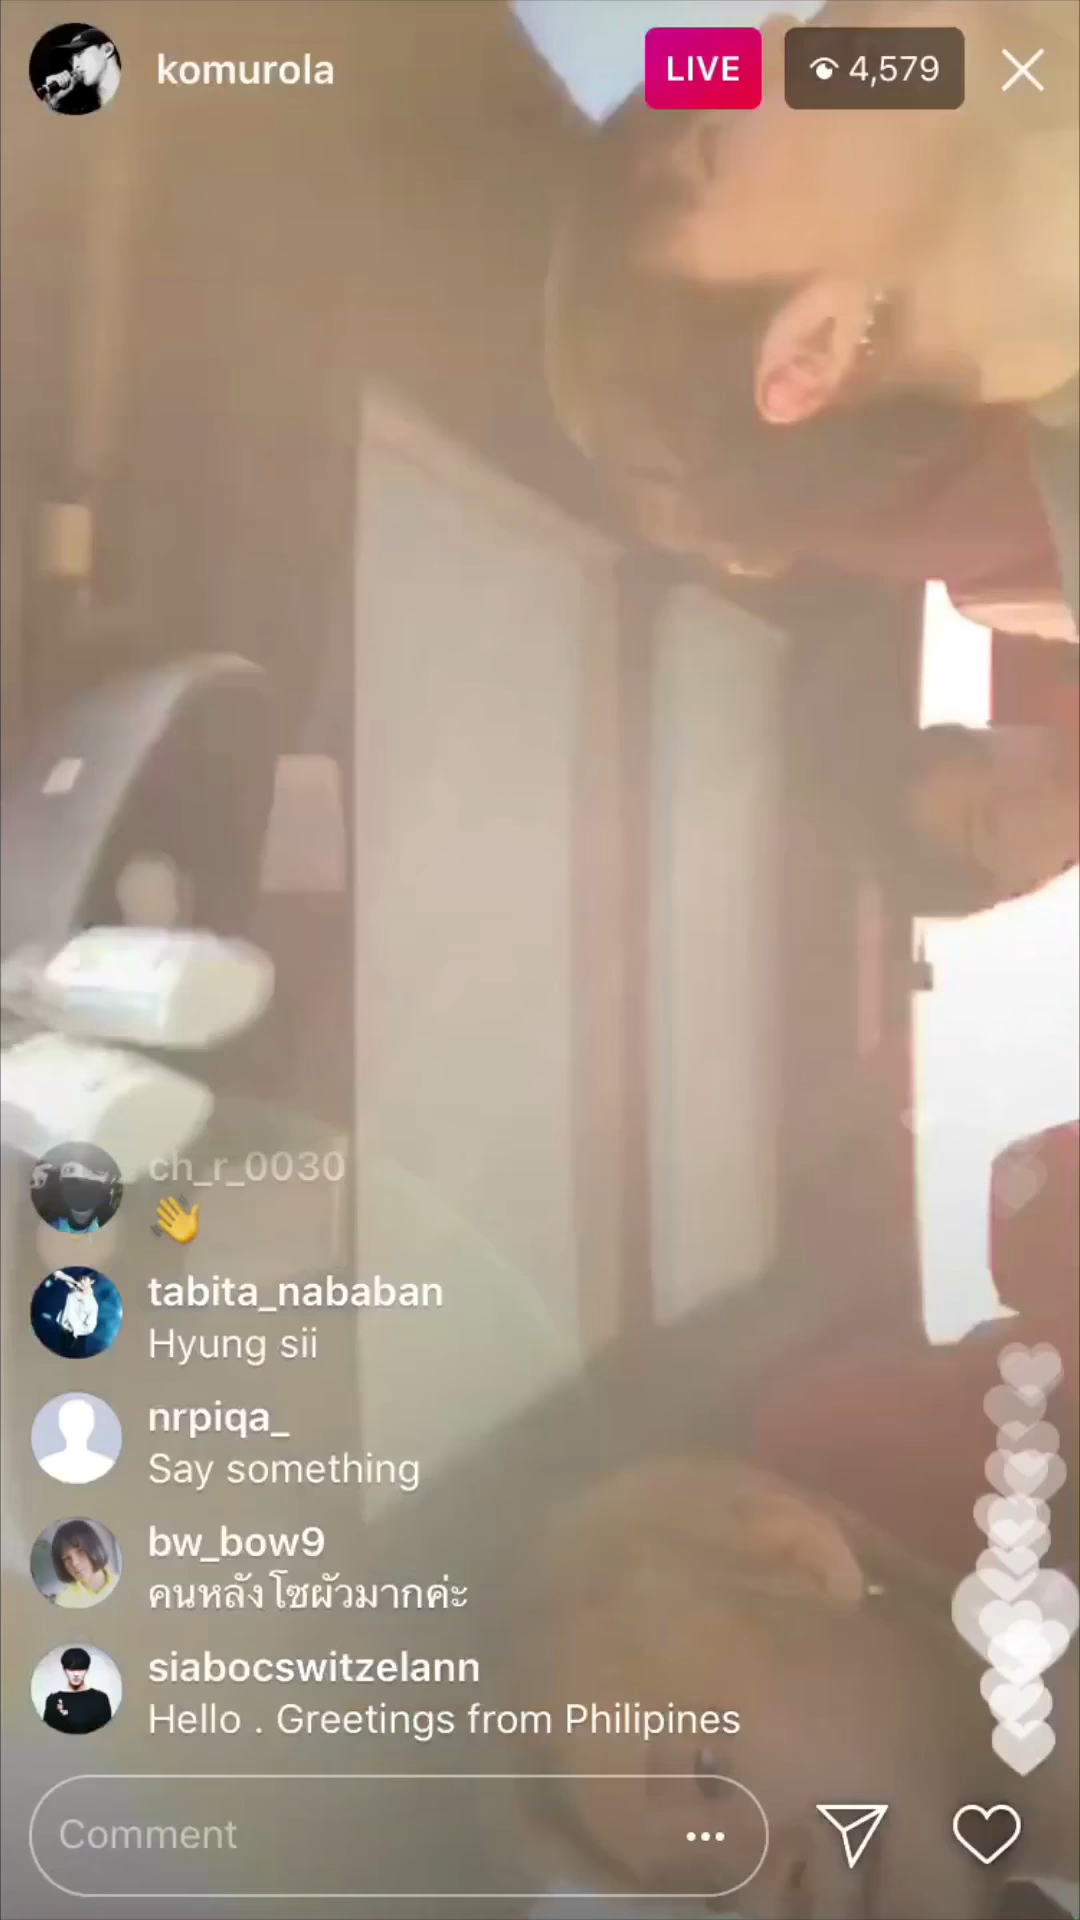 komurola
LIVE
4,579
ch_r_0030
👋
tabita_nababan
Hyung sii
nrpiqa_
Say something
bw_bow9
คนหลังโซผัวมากค่ะ
siabocswitzelann
Hello . Greetings from Philipines
Comment